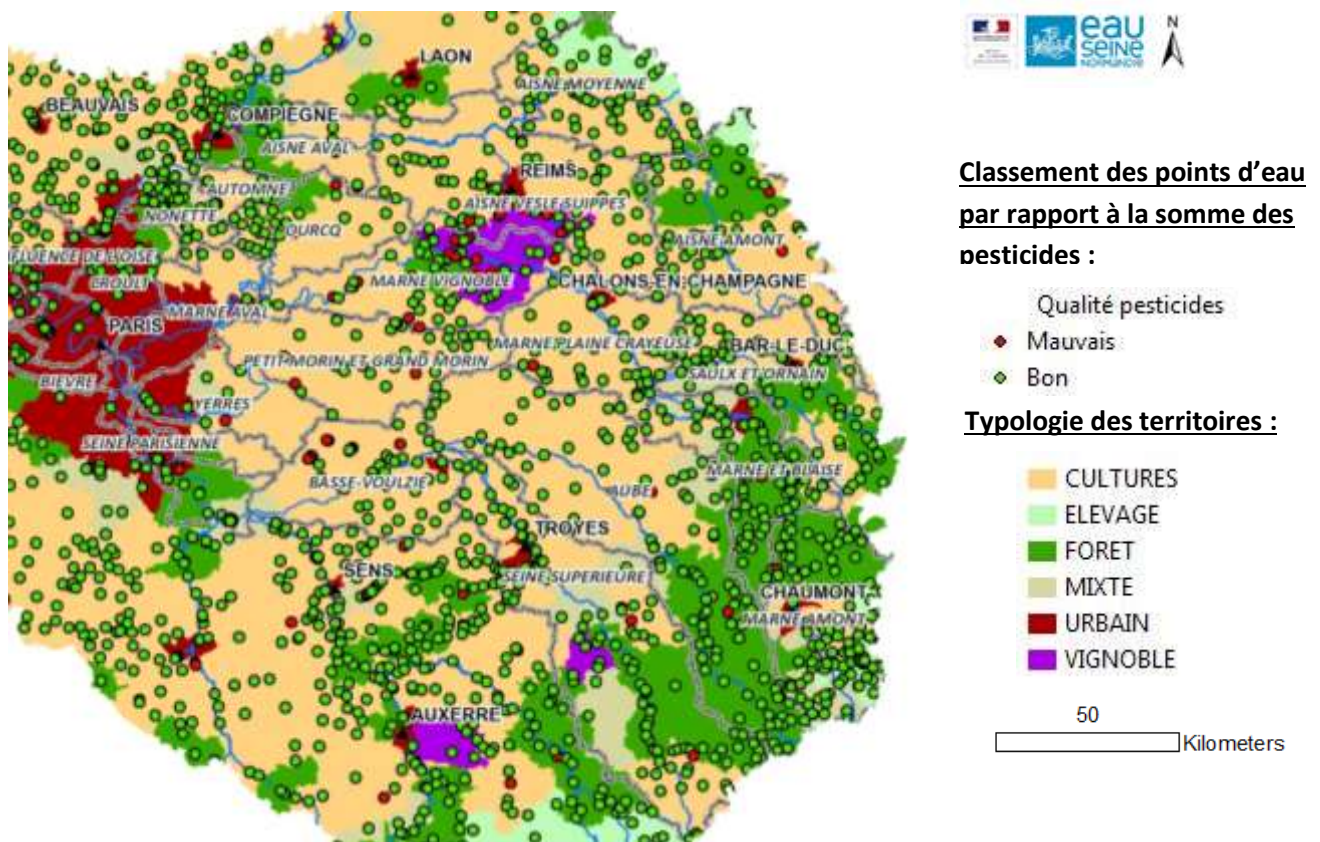 eau
SEINE
NORMANDIE
N
Classement des points d’eau
par rapport à la somme des
pesticides :
Qualité pesticides
Mauvais
Bon
Typologie des territoires :
CULTURES
ELEVAGE
FORET
MIXTE
URBAIN
VIGNOBLE
50
Kilometers
LAON
AISNE MOYENNE
BEAUVAIS
COMPIEGNE
AISNE AVAL
REIMS
AUTOMNE
AISNE VESLE SUIPPES
NONETTE
OURCQ
AISNE AMONT
FLUENCE DE L'OISE
CROULT
MARNE VIGNOBLE
CHALONS-EN-CHAMPAGNE
MARNE AVAL
PARIS
MARNE PLAINE CRAYEUSE
BAR-LE-DUC
PETIT-MORIN ET GRAND MORIN
SAULX ET ORNAIN
BIEVRE
YERRES
SEINE PARISIENNE
MARNE ET BLAISE
BASSE-VOULZIE
AUBE
TROYES
SENS
SEINE SUPERIEURE
CHAUMONT
MARNE AMONT
AUXERRE